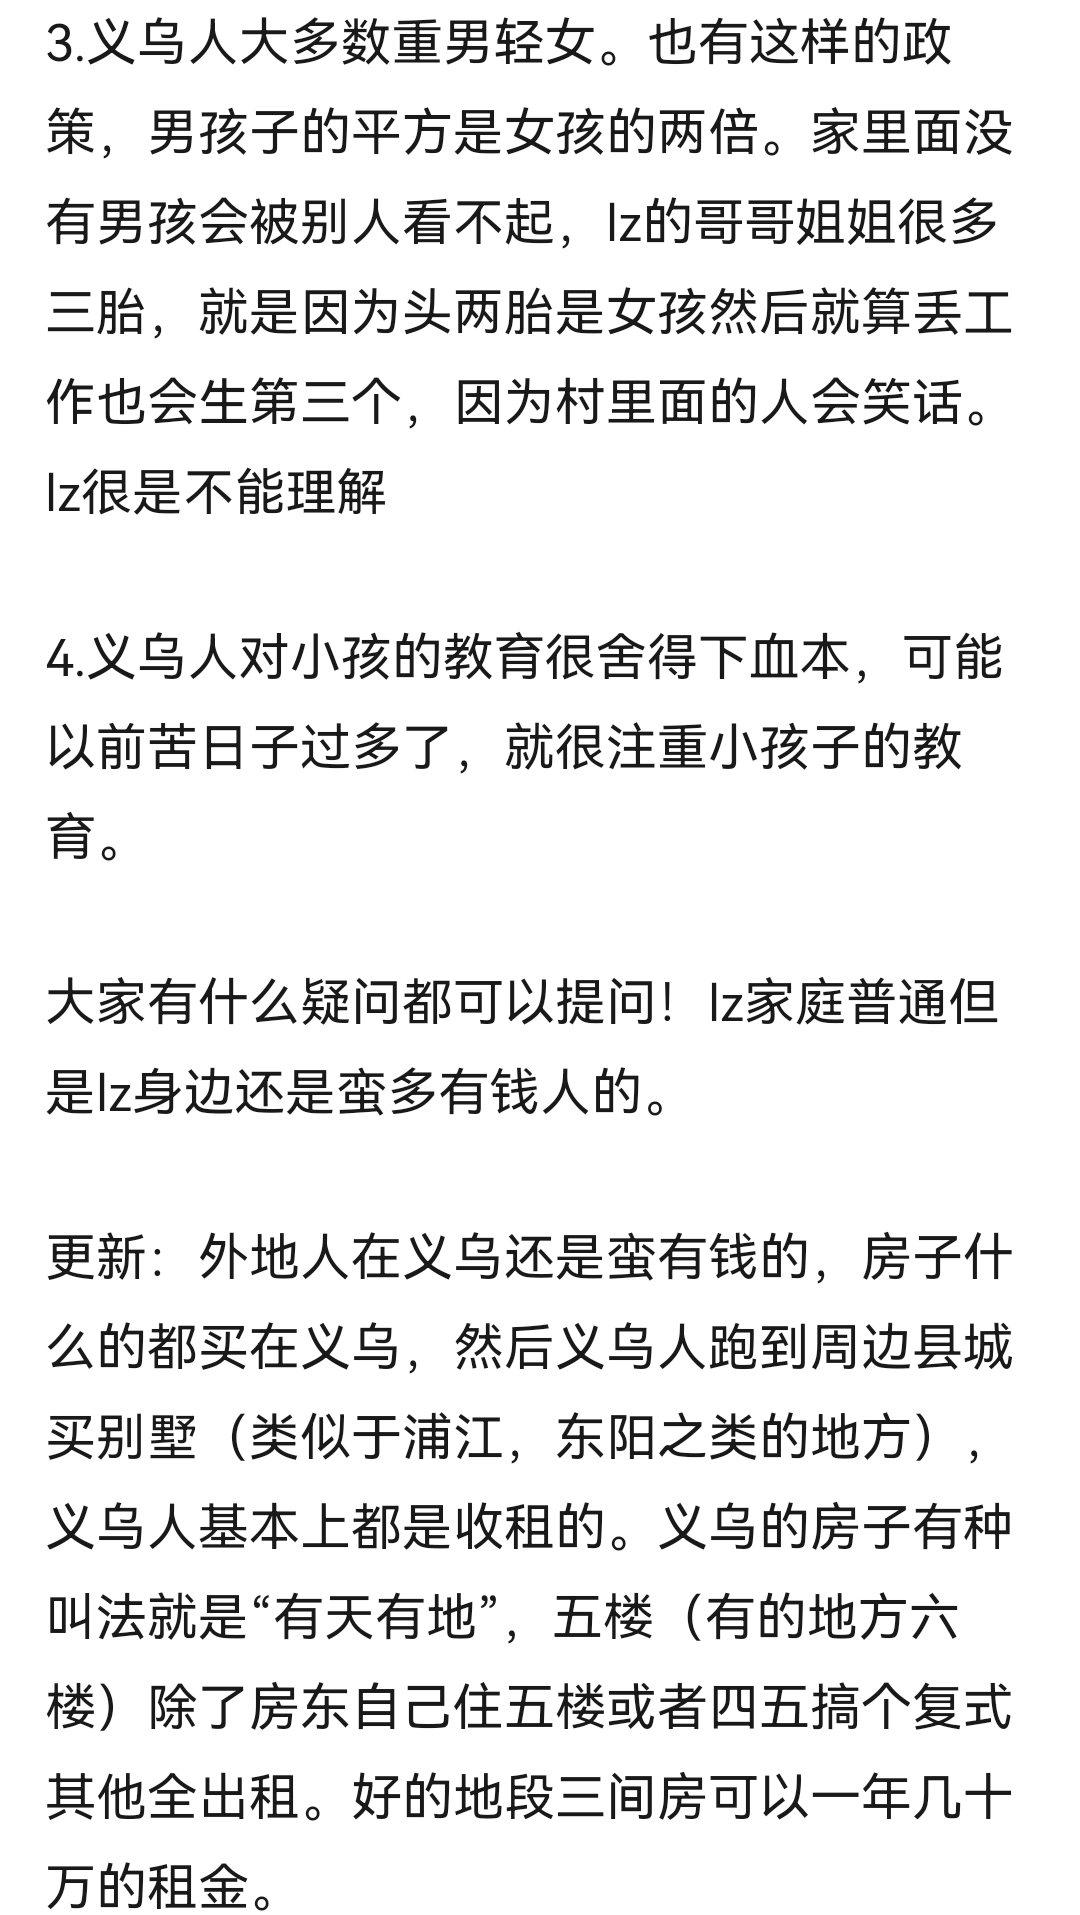 3.义乌人大多数重男轻女。也有这样的政
策，男孩子的平方是女孩的两倍。家里面没
有男孩会被别人看不起，lz的哥哥姐姐很多
三胎，就是因为头两胎是女孩然后就算丢工
作也会生第三个，因为村里面的人会笑话。
lz很是不能理解
4.义乌人对小孩的教育很舍得下血本，可能
以前苦日子过多了，就很注重小孩子的教
育。
大家有什么疑问都可以提问！lz家庭普通但
是lz身边还是蛮多有钱人的。
更新：外地人在义乌还是蛮有钱的，房子什
么的都买在义乌，然后义乌人跑到周边县城
买别墅（类似于浦江，东阳之类的地方），
义乌人基本上都是收租的。义乌的房子有种
叫法就是“有天有地”，五楼（有的地方六
楼）除了房东自己住五楼或者四五搞个复式
其他全出租。好的地段三间房可以一年几十
万的租金。